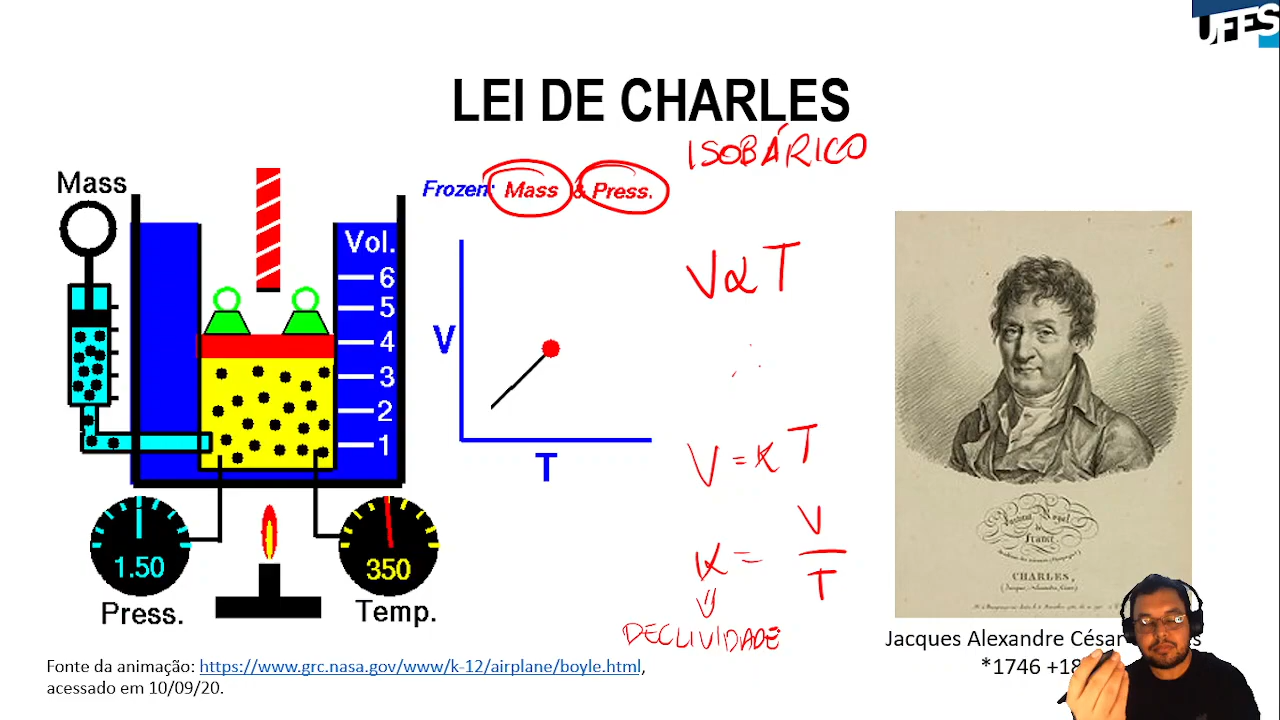 UFES
LEI DE CHARLES
ISOBÁRICO
Mass
Frozen: Mass & Press.
Vol.
6
5
4
3
2
1
V
T
V α T
∴
V = k T
k = V / T
DECLIVIDADE
1.50
350
Press.
Temp.
CHARLES,
Jacques Alexandre César
*1746 +18
Fonte da animação: https://www.grc.nasa.gov/www/k-12/airplane/boyle.html,
acessado em 10/09/20.